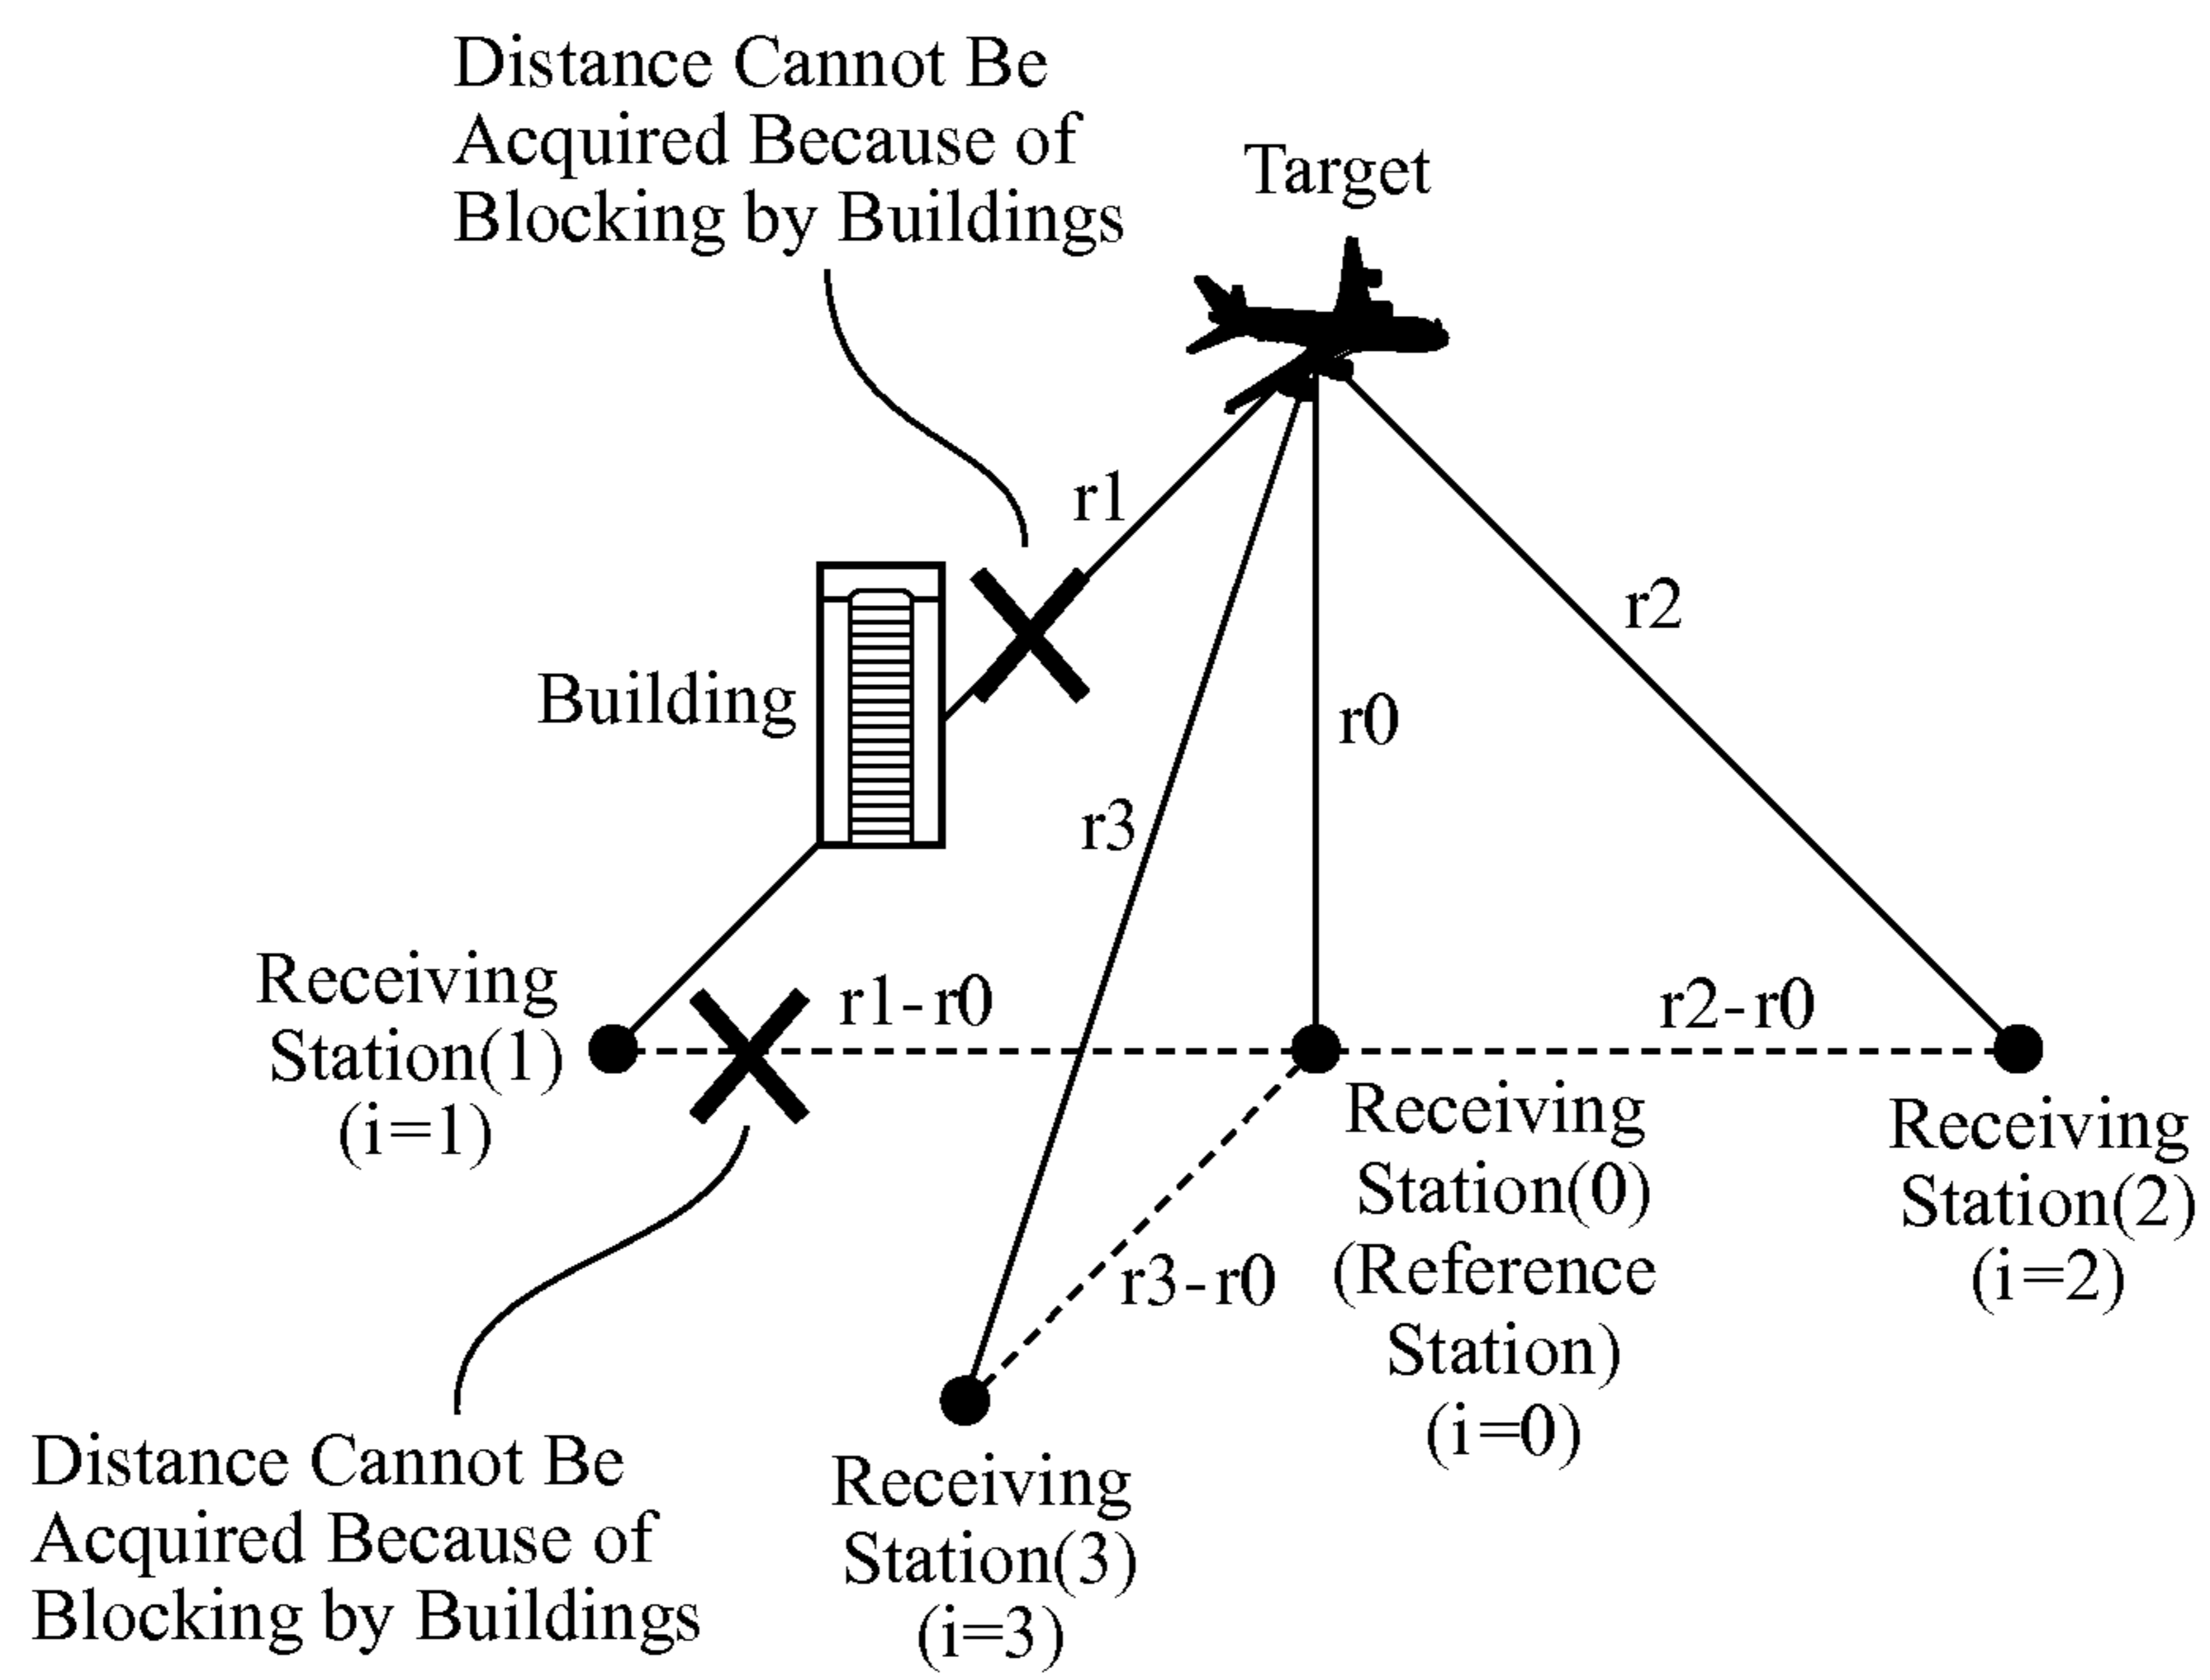 Distance Cannot Be
Acquired Because of
Blocking by Buildings
Target
r1
r2
Building
r0
r3
Receiving
Station(1)
(i=1)
r1-r0
r2-r0
Receiving
Station(0)
(Reference
Station)
(i=0)
Receiving
Station(2)
(i=2)
r3-r0
Distance Cannot Be
Acquired Because of
Blocking by Buildings
Receiving
Station(3)
(i=3)